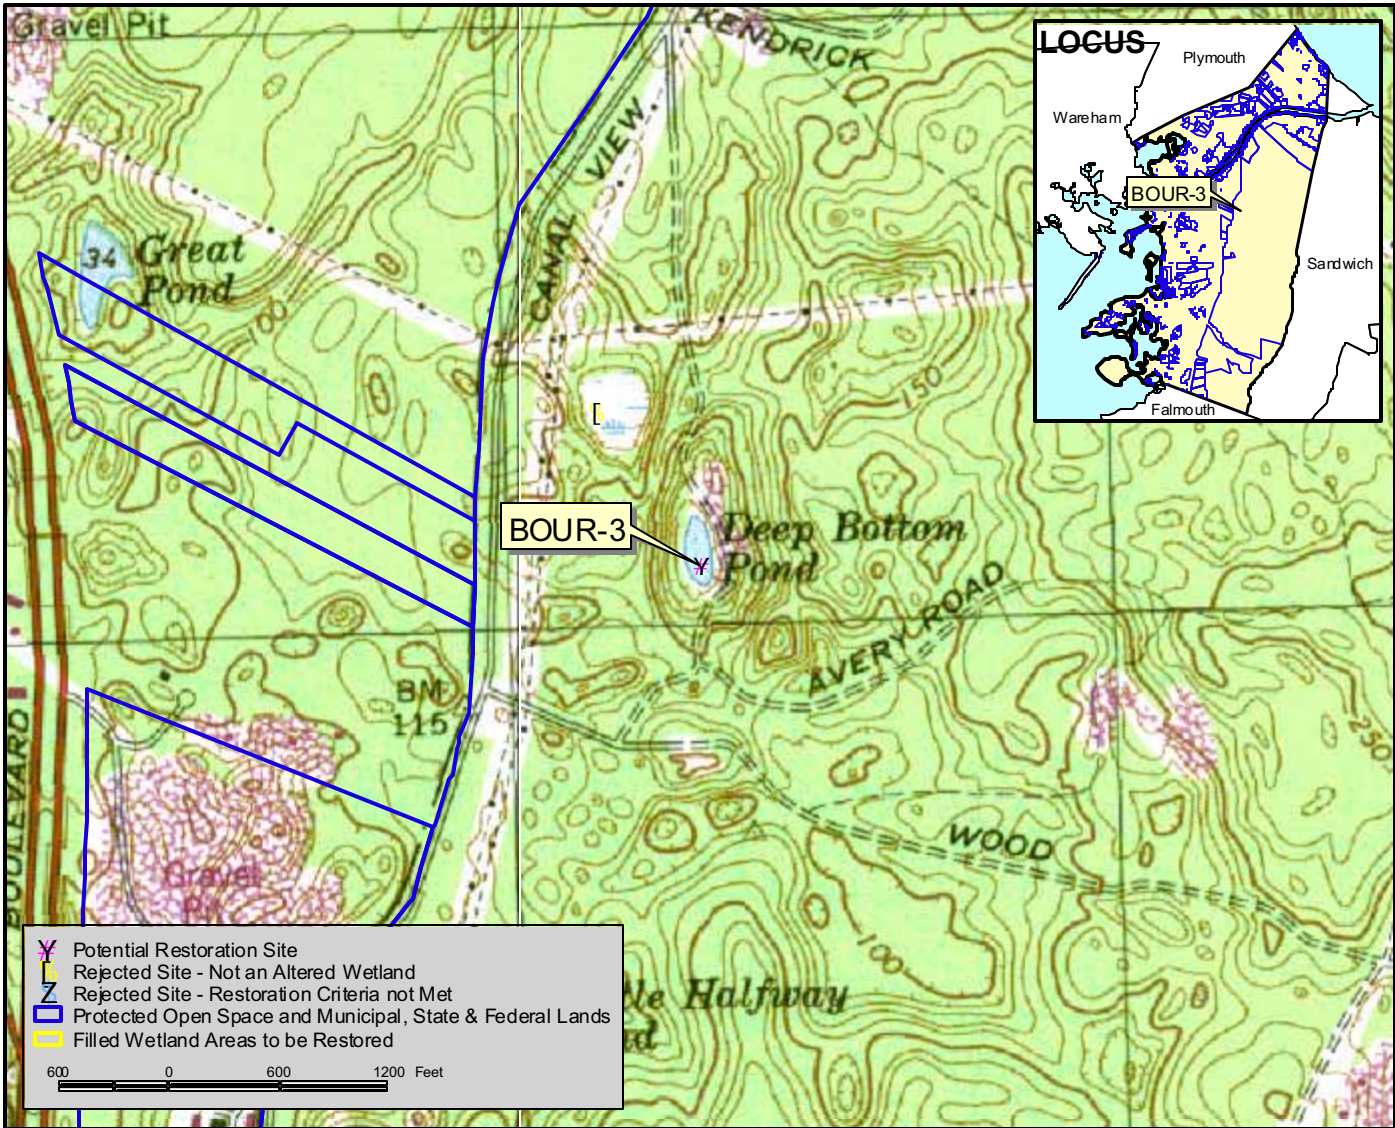 Gravel Pit
KENDRICK
CANAL VIEW
34 Great
Pond
100
130
BOUR-3
Deep Bottom
Pond
AVERY ROAD
BM
115
250
WOOD
Gravel
100
BOULEVARD
Halfway
LOCUS
Plymouth
Wareham
BOUR-3
Sandwich
Falmouth
Potential Restoration Site
Rejected Site - Not an Altered Wetland
Rejected Site - Restoration Criteria not Met
Protected Open Space and Municipal, State & Federal Lands
Filled Wetland Areas to be Restored
600 0 600 1200 Feet